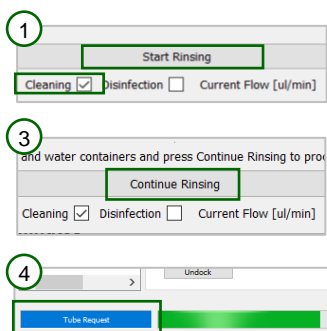 1
Start Rinsing
Cleaning Disinfection Current Flow [ul/min]
3
and water containers and press Continue Rinsing to
Continue Rinsing
Cleaning Disinfection Current Flow [ul/min]
4
> Undock
Tube Request